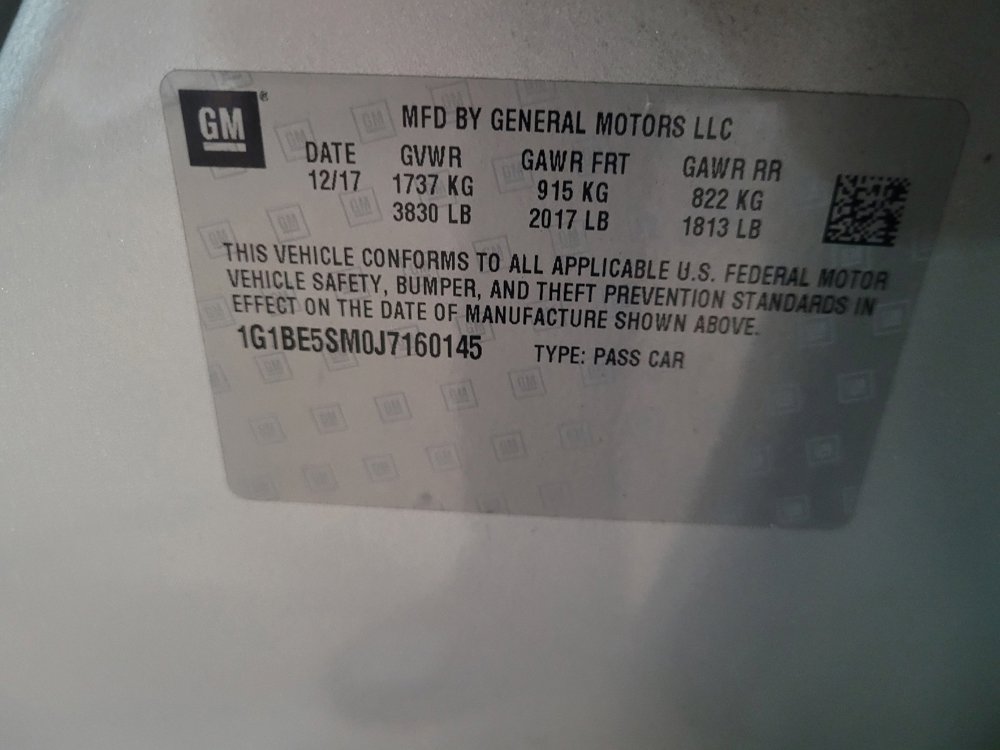 GM®
MFD BY GENERAL MOTORS LLC
DATE GVWR GAWR FRT GAWR RR
12/17 1737 KG 915 KG 822 KG
3830 LB 2017 LB 1813 LB
THIS VEHICLE CONFORMS TO ALL APPLICABLE U.S. FEDERAL MOTOR
VEHICLE SAFETY, BUMPER, AND THEFT PREVENTION STANDARDS IN
EFFECT ON THE DATE OF MANUFACTURE SHOWN ABOVE.
1G1BE5SM0J7160145 TYPE: PASS CAR